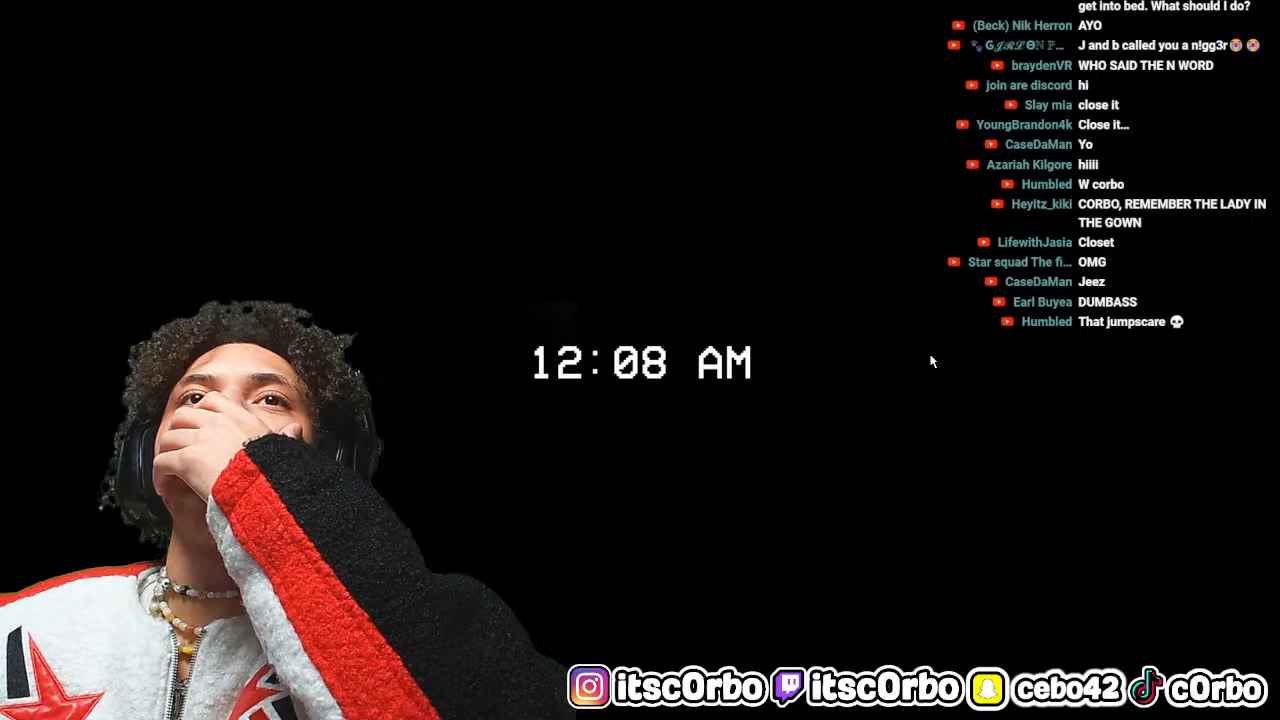 get into bed. What should I do?
(Beck) Nik Herron AYO
J and b called you a n!gg3r😭😭
braydenVR WHO SAID THE N WORD
join are discord hi
Slay mia close it
YoungBrandon4k Close it...
CaseDaMan Yo
Azariah Kilgore hiiii
Humbled W corbo
HeyItz_kiki CORBO, REMEMBER THE LADY IN
THE GOWN
LifewithJasia Closet
Star squad The fi... OMG
CaseDaMan Jeez
Earl Buyea DUMBASS
Humbled That jumpscare 💀
12:08 AM
itsc0rbo itsc0rbo cebo42 c0rbo